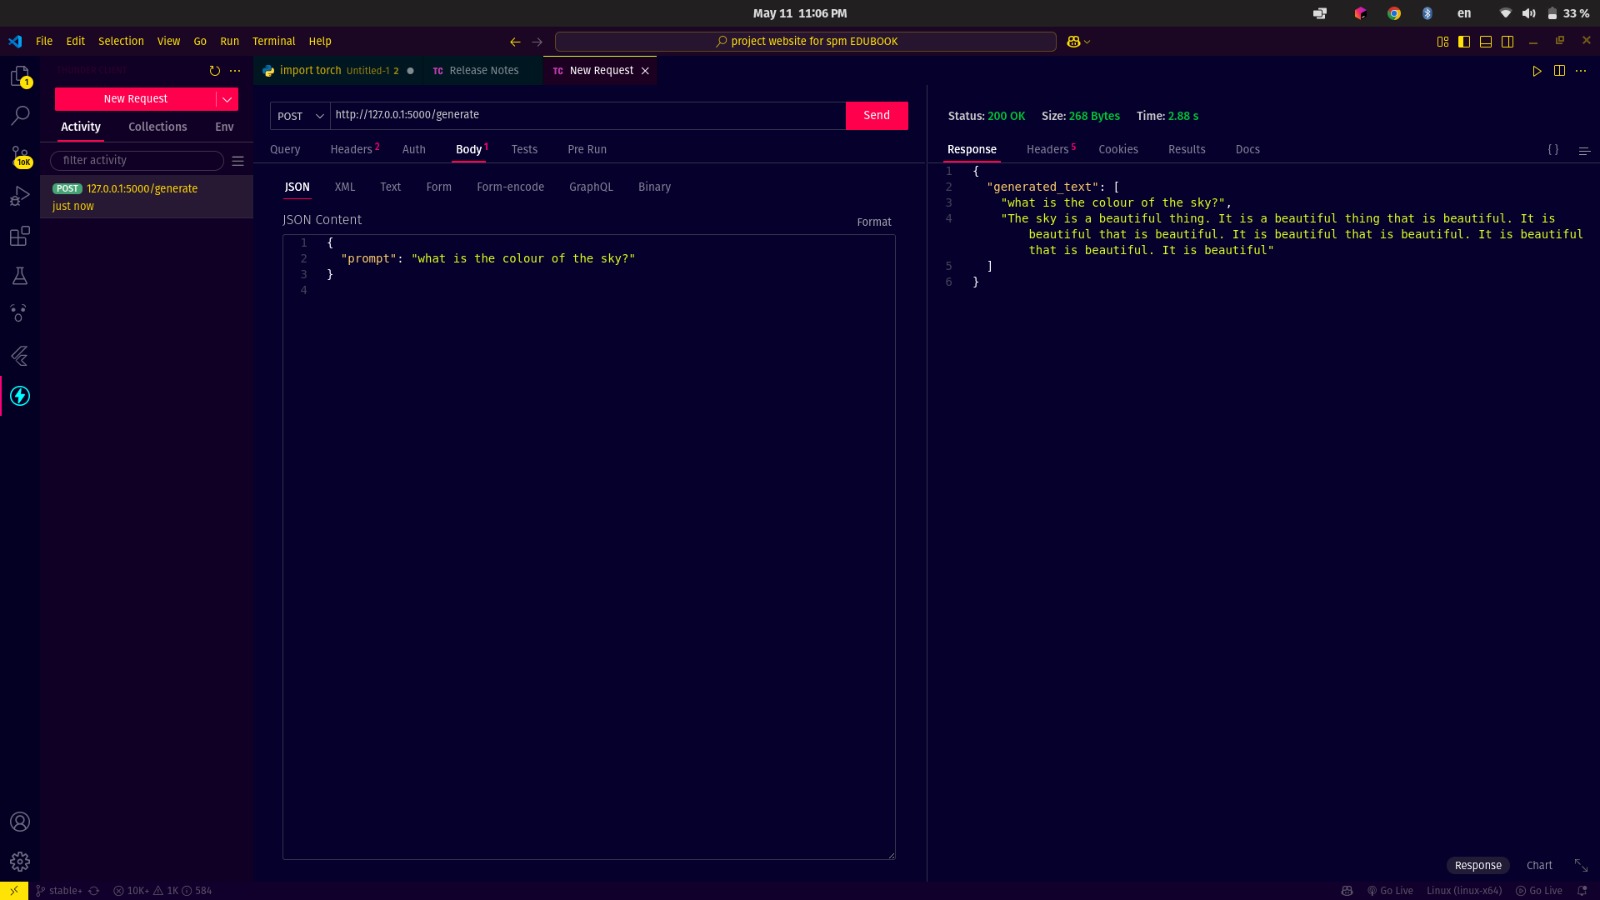 May 11 11:06 PM
en
33 %
File Edit Selection View Go Run Terminal Help
project website for spm EDUBOOK
1
import torch Untitled-1 2
TC Release Notes
TC New Request
New Request
POST
http://127.0.0.1:5000/generate
Send
Status: 200 OK Size: 268 Bytes Time: 2.88 s
Activity Collections Env
Query Headers 2 Auth Body 1 Tests Pre Run
Response Headers 5 Cookies Results Docs
{ }
filter activity
10K
POST 127.0.0.1:5000/generate
just now
JSON XML Text Form Form-encode GraphQL Binary
JSON Content
Format
1 {
2 "prompt": "what is the colour of the sky?"
3 }
4
1 {
2 "generated_text": [
3 "what is the colour of the sky?",
4 "The sky is a beautiful thing. It is a beautiful thing that is beautiful. It is
beautiful that is beautiful. It is beautiful that is beautiful. It is beautiful
that is beautiful. It is beautiful"
5 ]
6 }
Response Chart
stable+ 10K+ 1K 584
Go Live Linux (linux-x64) Go Live